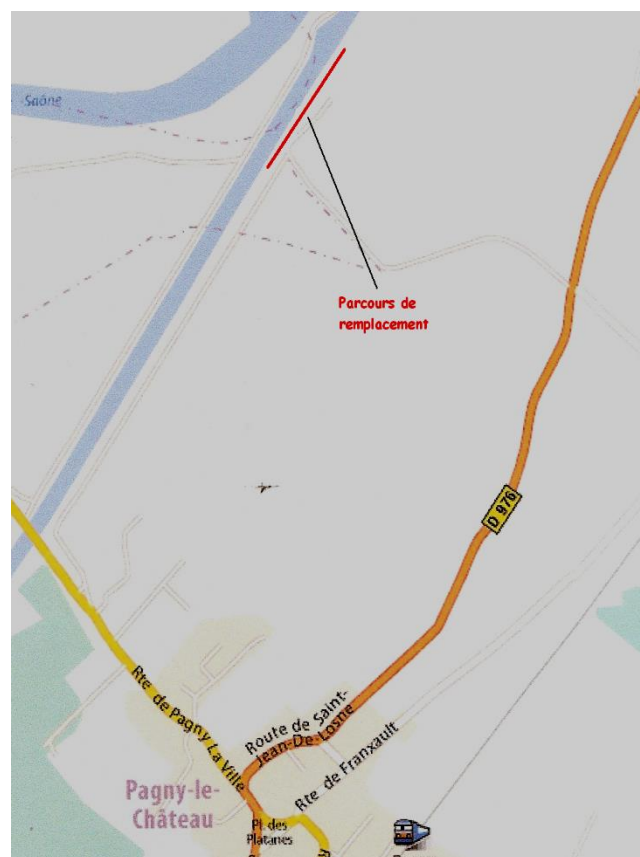 Saône
Parcours de
remplacement
D 976
Rte. de Pagny La Ville
Route de Saint-
Jean-De-Losne
Rte. de Franxault
Pagny-le-
Château
Pl. des
Platanes